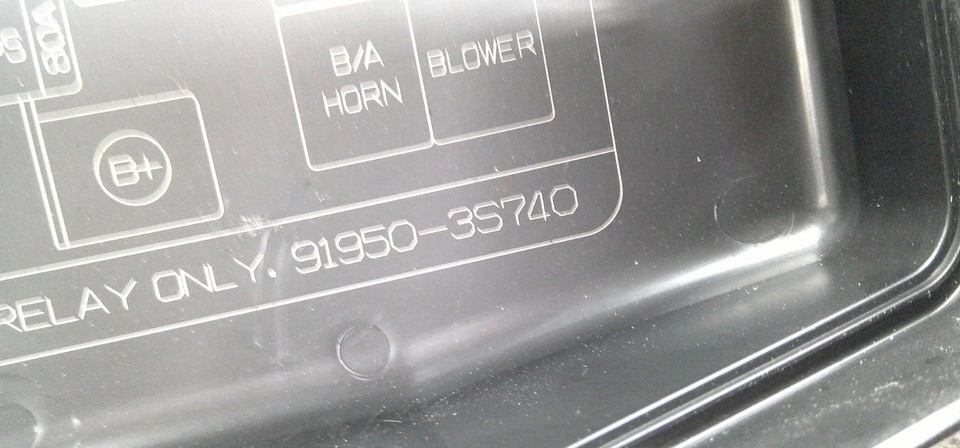 80A
B/A
HORN
BLOWER
B+
RELAY ONLY. 91950-3S740